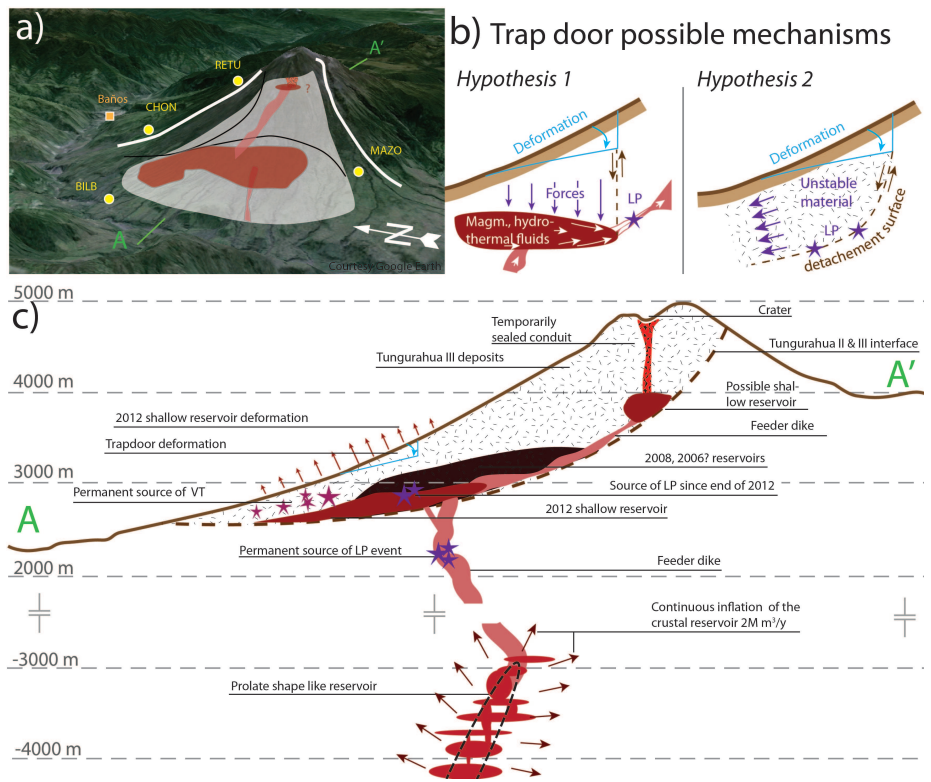 a)
A'
RETU
?
Baños
CHON
MAZO
BILB
A
N
Courtesy Google Earth
b) Trap door possible mechanisms
Hypothesis 1
Deformation
Forces
LP
Magm., hydro-
thermal fluids
Hypothesis 2
Deformation
Unstable
material
LP
detachement surface
c)
5000 m
4000 m
3000 m
2000 m
-3000 m
-4000 m
Crater
Temporarily
sealed conduit
Tungurahua II & III interface
Tungurahua III deposits
A'
Possible shal-
low reservoir
2012 shallow reservoir deformation
Feeder dike
Trapdoor deformation
2008, 2006? reservoirs
Permanent source of VT
Source of LP since end of 2012
A
2012 shallow reservoir
Permanent source of LP event
Feeder dike
Continuous inflation of the
crustal reservoir 2M m³/y
Prolate shape like reservoir